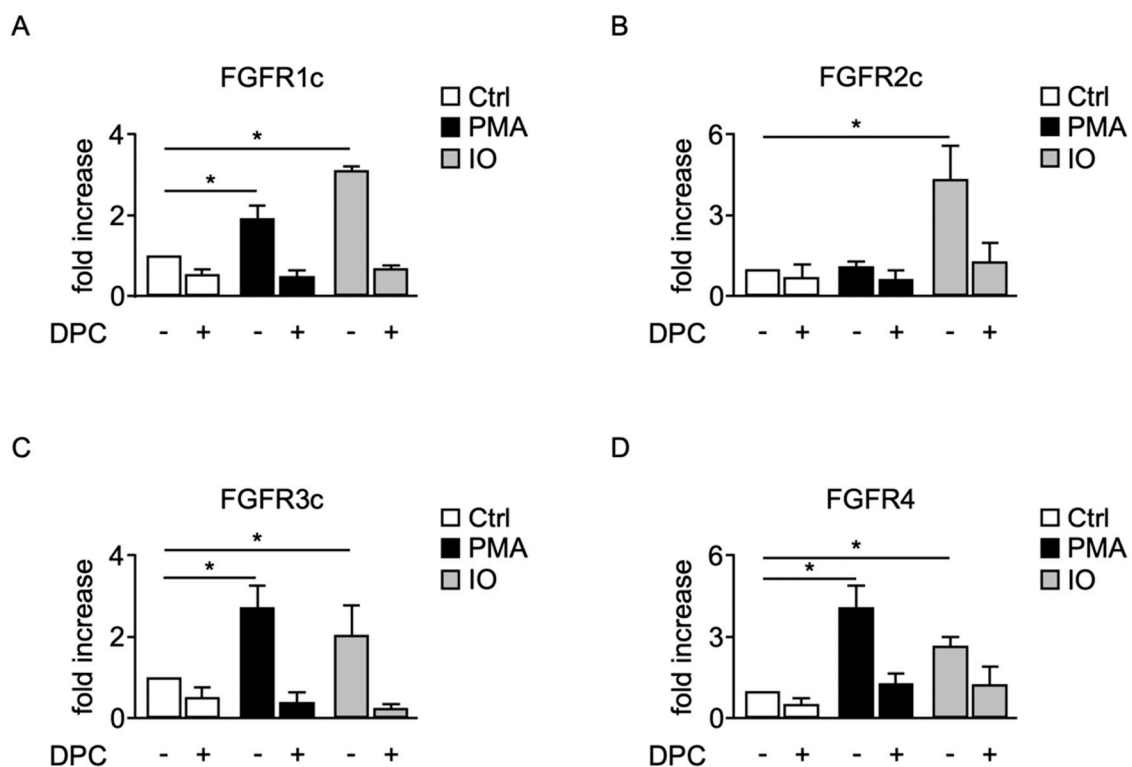 A
FGFR1c
Ctrl
PMA
IO
fold increase
4
2
0
*
*
DPC - + - + - +
B
FGFR2c
Ctrl
PMA
IO
fold increase
6
3
0
*
DPC - + - + - +
C
FGFR3c
Ctrl
PMA
IO
fold increase
4
2
0
*
*
DPC - + - + - +
D
FGFR4
Ctrl
PMA
IO
fold increase
6
3
0
*
*
DPC - + - + - +